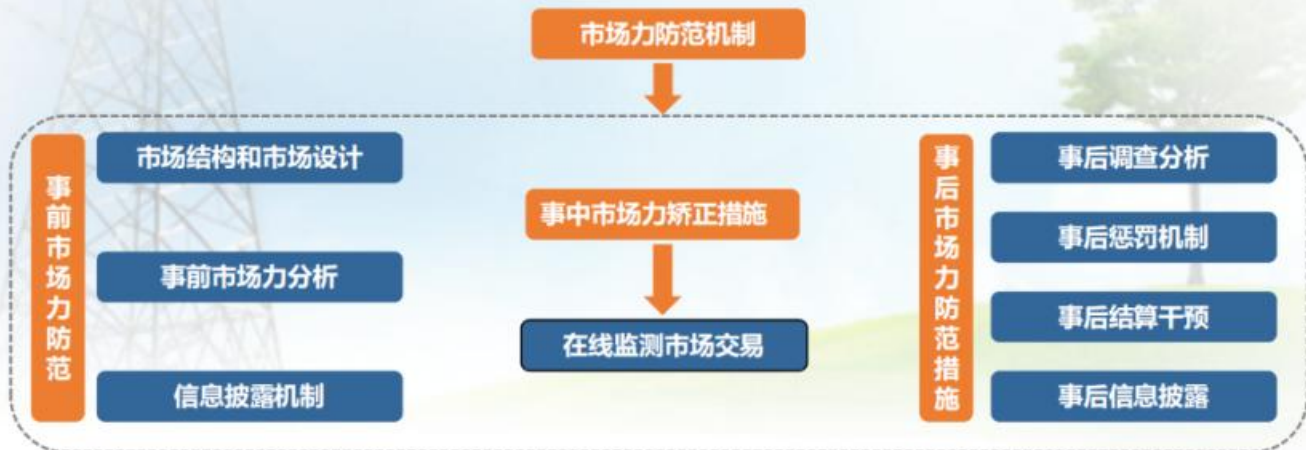 市场力防范机制
事前市场力防范
市场结构和市场设计
事前市场力分析
信息披露机制
事中市场力矫正措施
在线监测市场交易
事后市场力防范措施
事后调查分析
事后惩罚机制
事后结算干预
事后信息披露